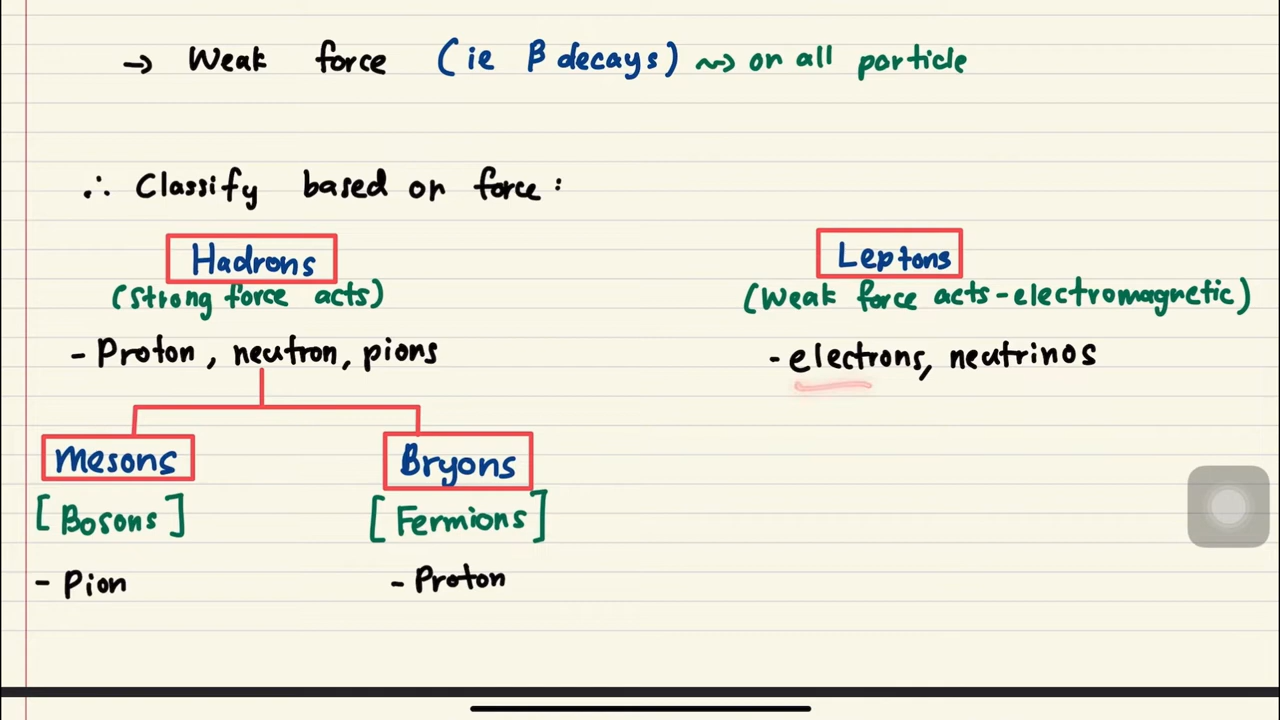 → Weak force (ie β decays) ⇝ on all particle
∴ Classify based on force:
Hadrons
(Strong force acts)
- Proton, neutron, pions
Mesons
[Bosons]
- Pion
Bryons
[Fermions]
- Proton
Leptons
(Weak force acts - electromagnetic)
- electrons, neutrinos